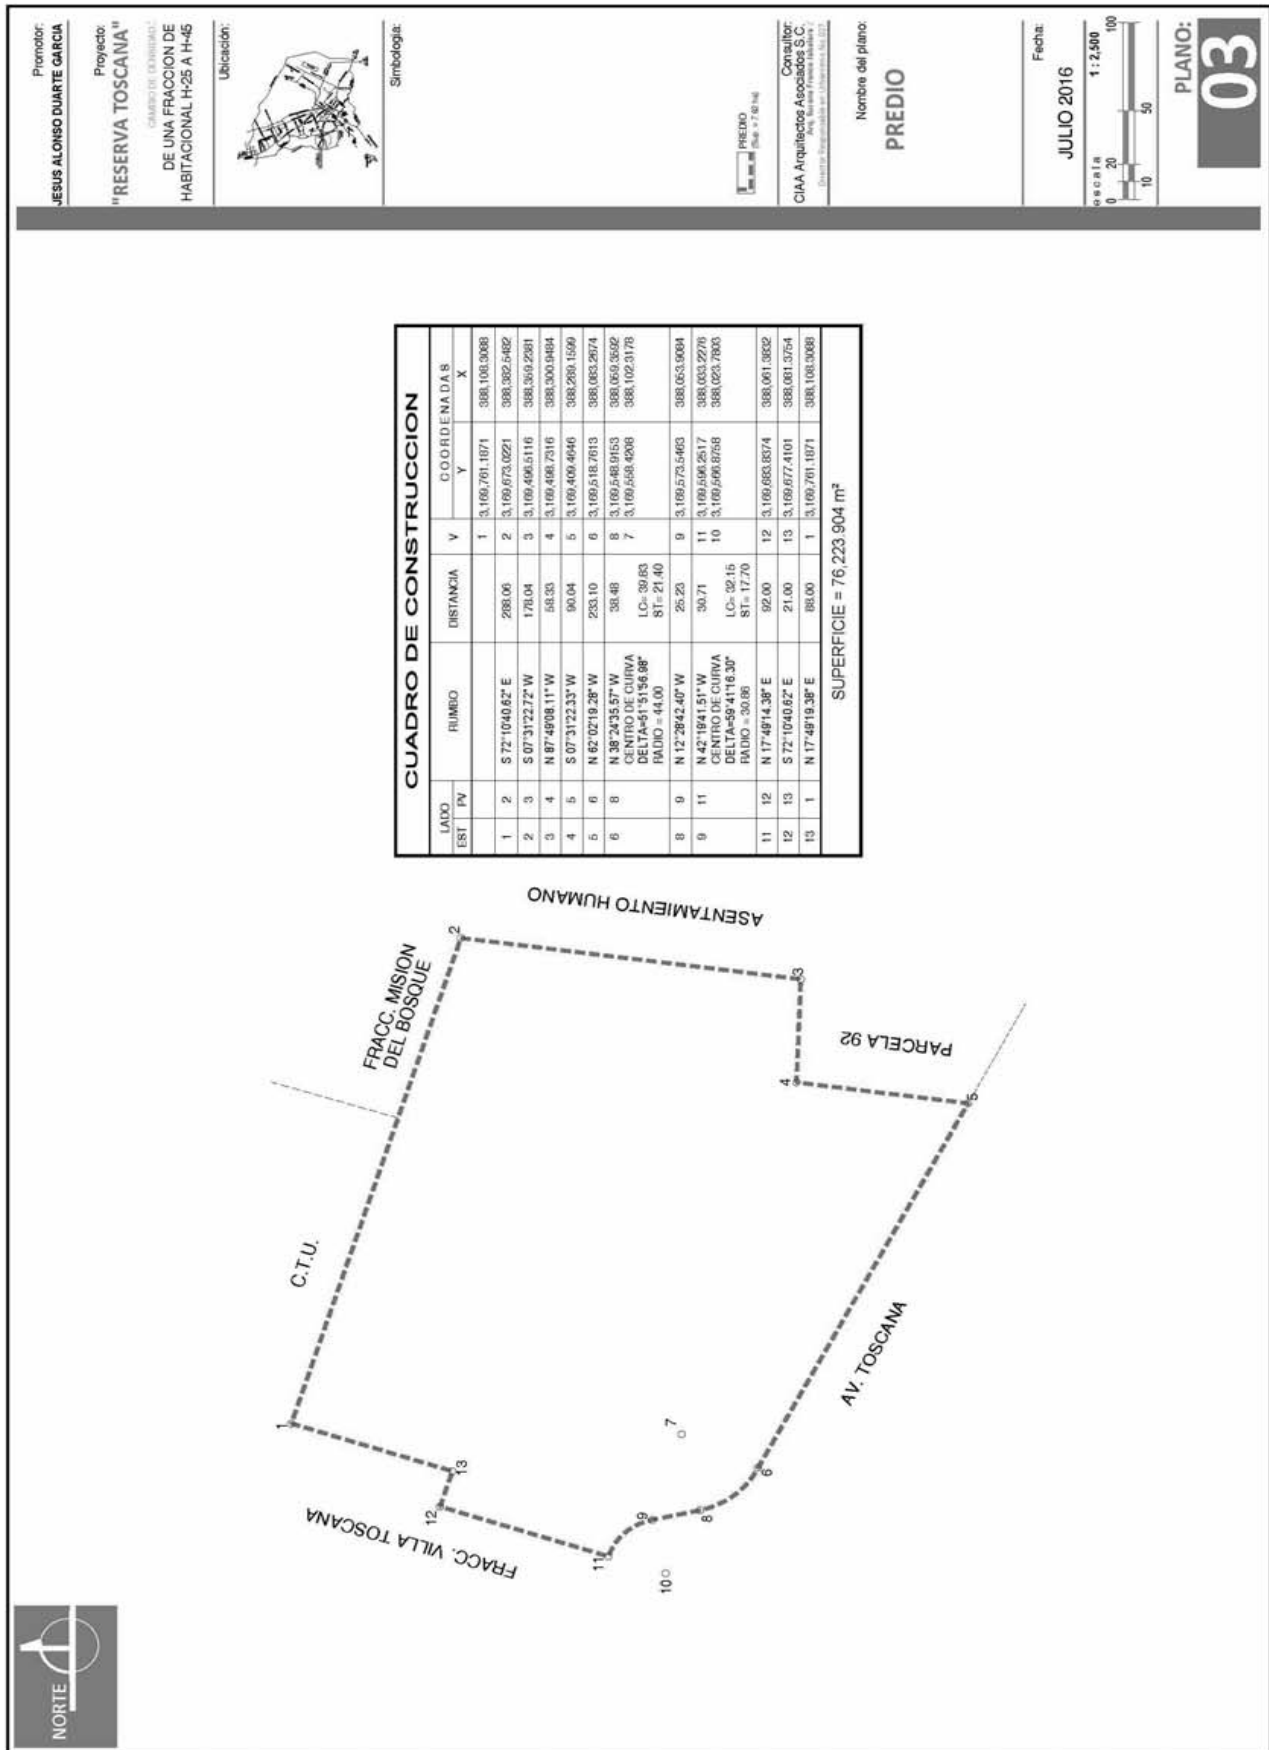 NORTE
C.T.U.
FRACC. MISION
DEL BOSQUE
ASENTAMIENTO HUMANO
PARCELA 92
AV. TOSCANA
FRACC. VILLA TOSCANA
1
2
3
4
5
6
7
8
9
10
11
12
13
CUADRO DE CONSTRUCCION
LADO RUMBO DISTANCIA V COORDENADAS
EST PV Y X
1 3,169,761.1871 388,108.3088
1 2 S 72°10'40.62" E 288.06 2 3,169,673.0221 388,382.5482
2 3 S 07°31'22.72" W 178.04 3 3,169,496.5116 388,359.2381
3 4 N 87°49'08.11" W 58.33 4 3,169,498.7316 388,300.9484
4 5 S 07°31'22.33" W 90.04 5 3,169,409.4646 388,289.1599
5 6 N 62°02'19.28" W 233.10 6 3,169,518.7613 388,083.2674
6 8 N 38°24'35.57" W 38.48 8 3,169,548.9153 388,059.3592
CENTRO DE CURVA 7 3,169,558.4208 388,102.3178
DELTA=51°51'56.98" LC= 39.83
RADIO = 44.00 ST= 21.40
8 9 N 12°28'42.40" W 25.23 9 3,169,573.5463 388,053.9084
9 11 N 42°19'41.51" W 30.71 11 3,169,596.2517 388,033.2276
CENTRO DE CURVA 10 3,169,566.8758 388,023.7803
DELTA=59°41'16.30" LC= 32.15
RADIO = 30.86 ST= 17.70
11 12 N 17°49'14.38" E 92.00 12 3,169,683.8374 388,061.3832
12 13 S 72°10'40.62" E 21.00 13 3,169,677.4101 388,081.3754
13 1 N 17°49'19.38" E 88.00 1 3,169,761.1871 388,108.3088
SUPERFICIE = 76,223.904 m²
Promotor:
JESUS ALONSO DUARTE GARCIA
Proyecto:
"RESERVA TOSCANA"
CAMBIO DE DENSIDAD
DE UNA FRACCION DE
HABITACIONAL H-25 A H-45
Ubicación:
Simbología:
PREDIO
(Sup. = 7.62 ha)
Consultor:
CIAA Arquitectos Asociados S.C.
Nombre del plano:
PREDIO
Fecha:
JULIO 2016
escala 1 : 2,500
0 10 20 50 100
PLANO:
03